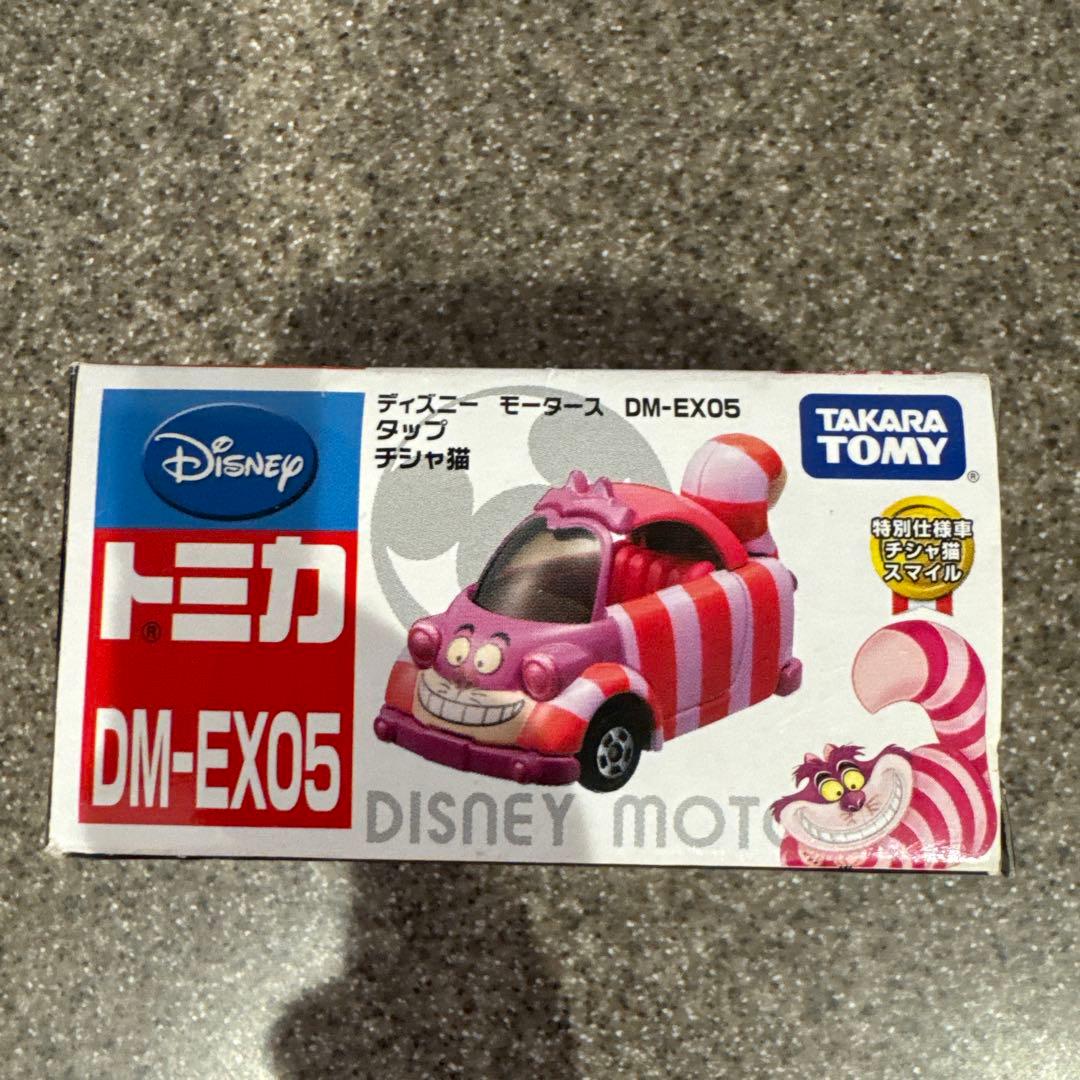 Disney
トミカ
®
DM-EX05
ディズニー モータース DM-EX05
タップ
チシャ猫
TAKARA
TOMY
®
特別仕様車
チシャ猫
スマイル
DISNEY MOTO